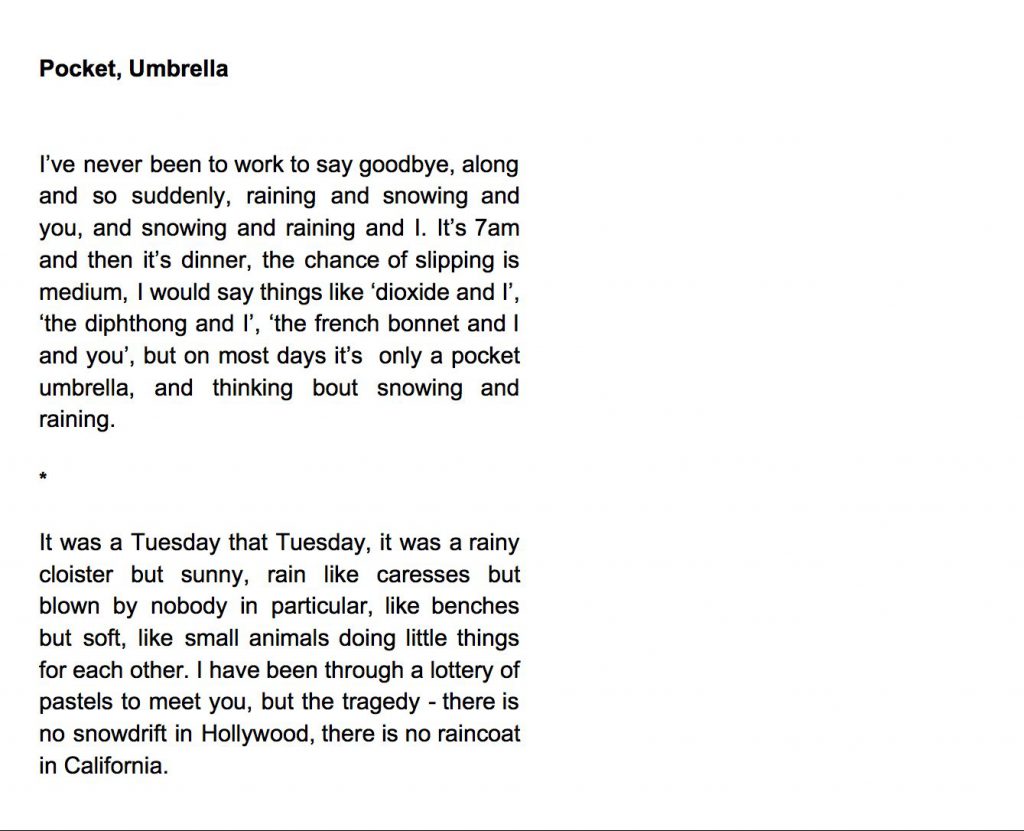 Pocket, Umbrella
I’ve never been to work to say goodbye, along
and so suddenly, raining and snowing and
you, and snowing and raining and I. It’s 7am
and then it’s dinner, the chance of slipping is
medium, I would say things like ‘dioxide and I’,
‘the diphthong and I’, ‘the french bonnet and I
and you’, but on most days it’s  only a pocket
umbrella, and thinking bout snowing and
raining.
*
It was a Tuesday that Tuesday, it was a rainy
cloister but sunny, rain like caresses but
blown by nobody in particular, like benches
but soft, like small animals doing little things
for each other. I have been through a lottery of
pastels to meet you, but the tragedy - there is
no snowdrift in Hollywood, there is no raincoat
in California.